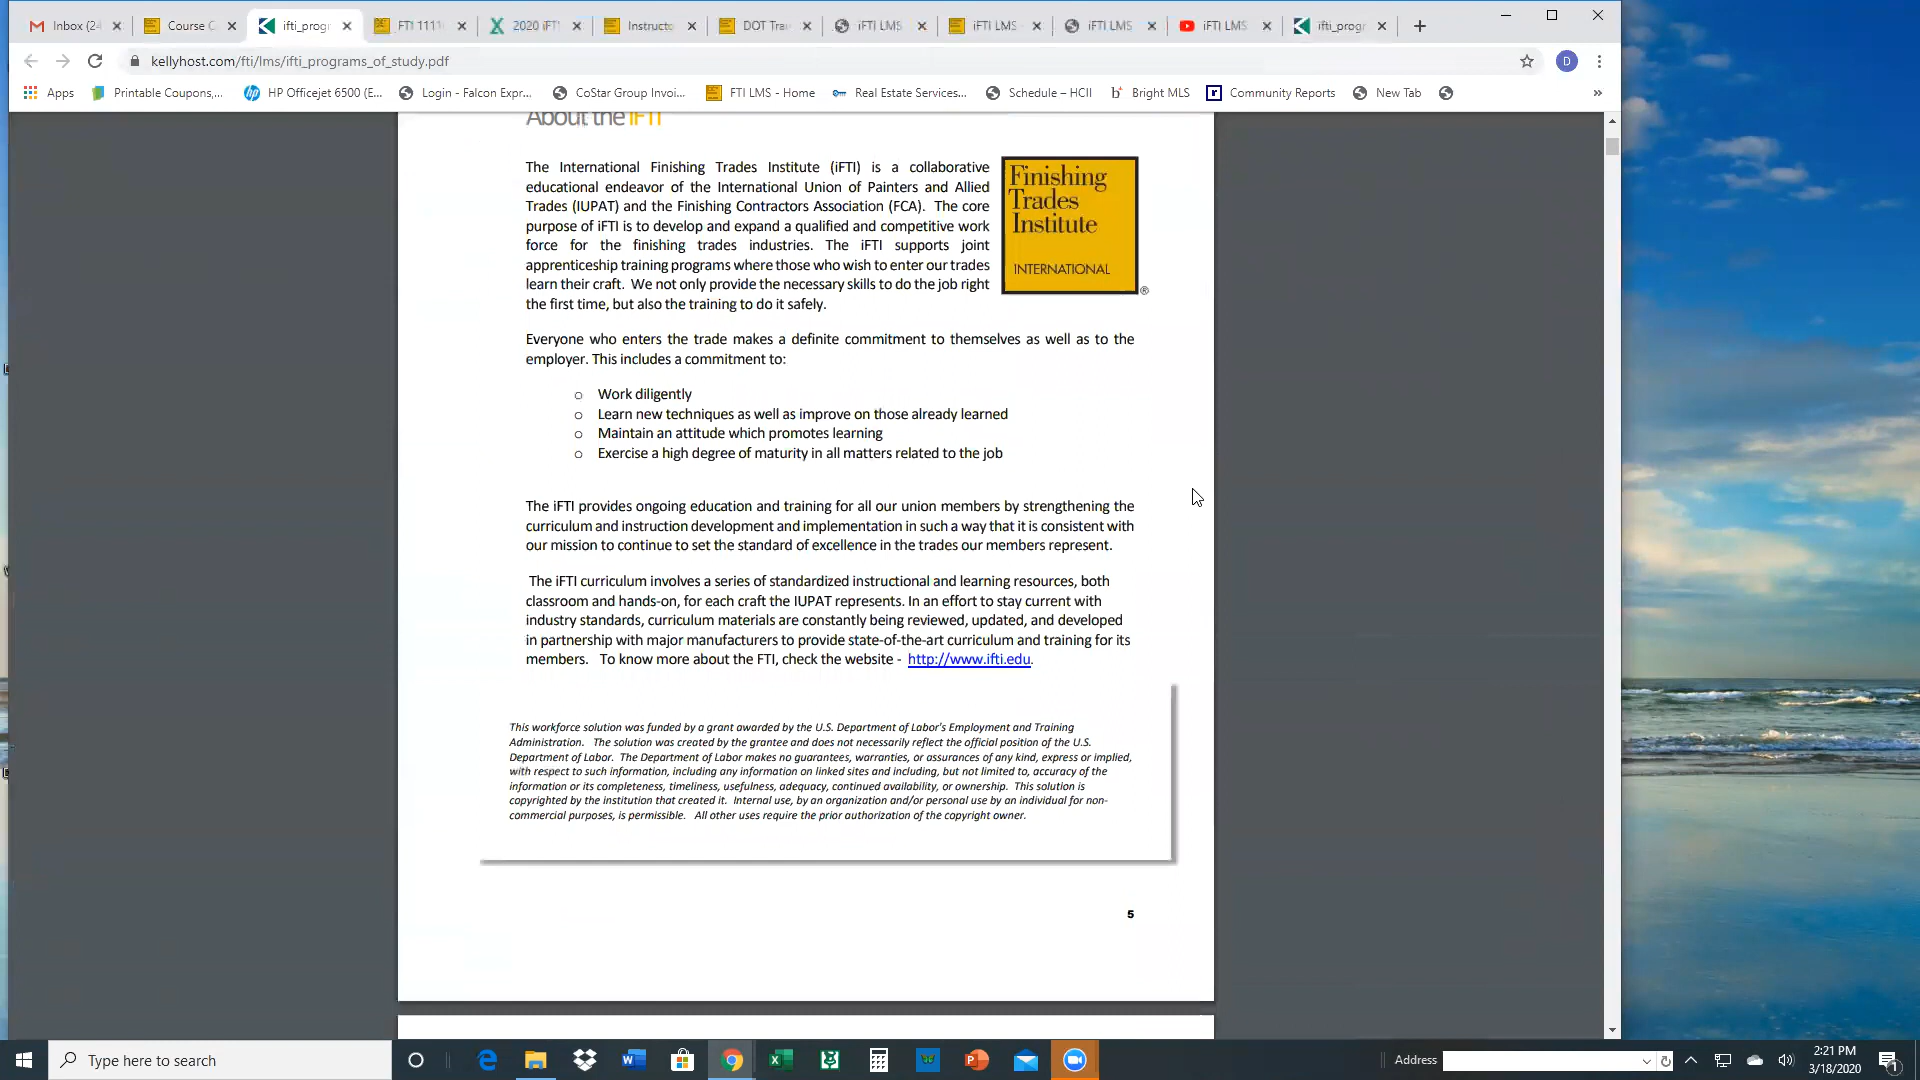 Inbox (24
Course C
ifti_progr
FTI 1111
2020 iFT
Instructo
DOT Trai
iFTI LMS
iFTI LMS
iFTI LMS
iFTI LMS
ifti_progr
kellyhost.com/fti/lms/ifti_programs_of_study.pdf
D
Apps
Printable Coupons,...
HP Officejet 6500 (E...
Login - Falcon Expr...
CoStar Group Invoi...
FTI LMS - Home
Real Estate Services...
Schedule – HCII
Bright MLS
Community Reports
New Tab
»
About the iFTI
The International Finishing Trades Institute (iFTI) is a collaborative
educational endeavor of the International Union of Painters and Allied
Trades (IUPAT) and the Finishing Contractors Association (FCA). The core
purpose of iFTI is to develop and expand a qualified and competitive work
force for the finishing trades industries. The iFTI supports joint
apprenticeship training programs where those who wish to enter our trades
learn their craft. We not only provide the necessary skills to do the job right
the first time, but also the training to do it safely.
Finishing
Trades
Institute
INTERNATIONAL
®
Everyone who enters the trade makes a definite commitment to themselves as well as to the
employer. This includes a commitment to:
o Work diligently
o Learn new techniques as well as improve on those already learned
o Maintain an attitude which promotes learning
o Exercise a high degree of maturity in all matters related to the job
The iFTI provides ongoing education and training for all our union members by strengthening the
curriculum and instruction development and implementation in such a way that it is consistent with
our mission to continue to set the standard of excellence in the trades our members represent.
The iFTI curriculum involves a series of standardized instructional and learning resources, both
classroom and hands-on, for each craft the IUPAT represents. In an effort to stay current with
industry standards, curriculum materials are constantly being reviewed, updated, and developed
in partnership with major manufacturers to provide state-of-the-art curriculum and training for its
members. To know more about the FTI, check the website - http://www.ifti.edu.
This workforce solution was funded by a grant awarded by the U.S. Department of Labor's Employment and Training
Administration. The solution was created by the grantee and does not necessarily reflect the official position of the U.S.
Department of Labor. The Department of Labor makes no guarantees, warranties, or assurances of any kind, express or implied,
with respect to such information, including any information on linked sites and including, but not limited to, accuracy of the
information or its completeness, timeliness, usefulness, adequacy, continued availability, or ownership. This solution is
copyrighted by the institution that created it. Internal use, by an organization and/or personal use by an individual for non-
commercial purposes, is permissible. All other uses require the prior authorization of the copyright owner.
5
Type here to search
Address
2:21 PM
3/18/2020
1